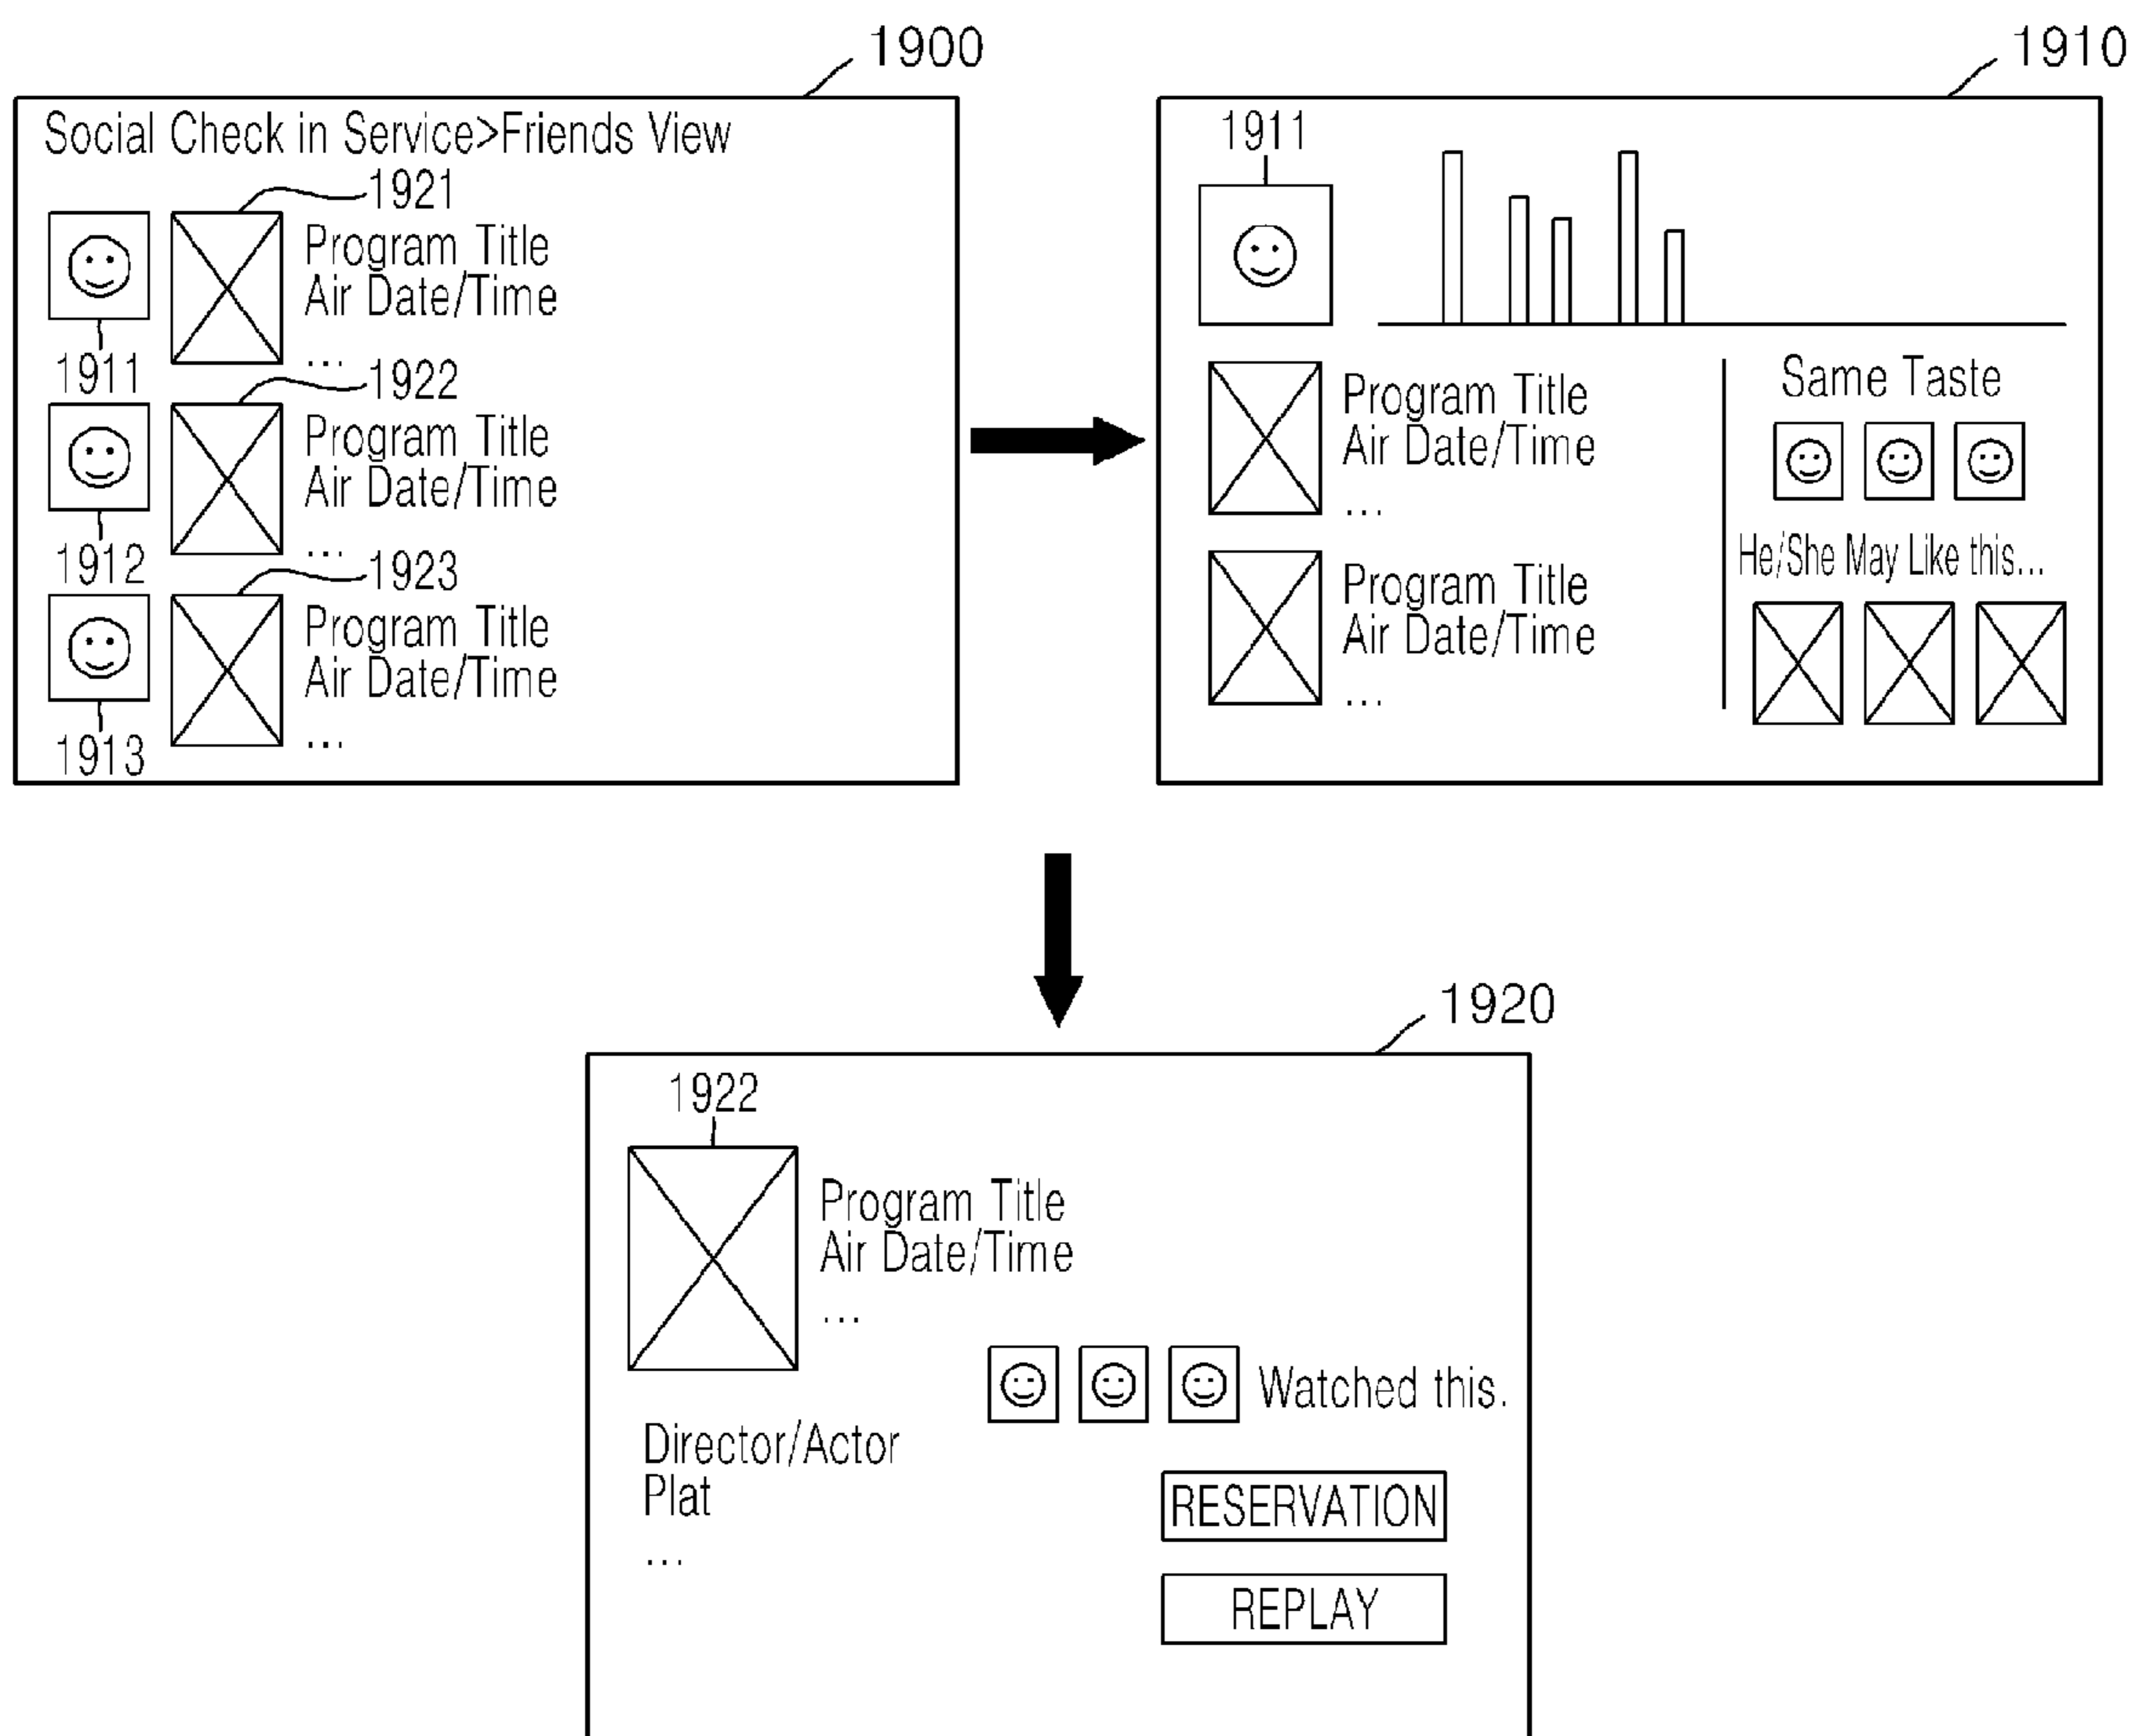 1900
Social Check in Service>Friends View
1921
Program Title
Air Date/Time
...
1911
1922
Program Title
Air Date/Time
...
1912
1923
Program Title
Air Date/Time
...
1913
1910
1911
Program Title
Air Date/Time
...
Program Title
Air Date/Time
...
Same Taste
He/She May Like this...
1920
1922
Program Title
Air Date/Time
...
Watched this.
Director/Actor
Plat
...
RESERVATION
REPLAY